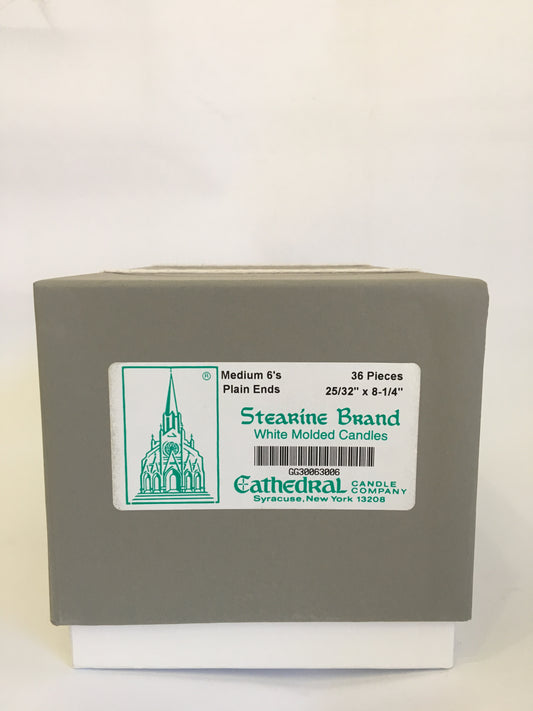 ®
Medium 6's 36 Pieces
Plain Ends 25/32" x 8-1/4"
Stearine Brand
White Molded Candles
GG30063006
Cathedral CANDLE COMPANY
Syracuse, New York 13208